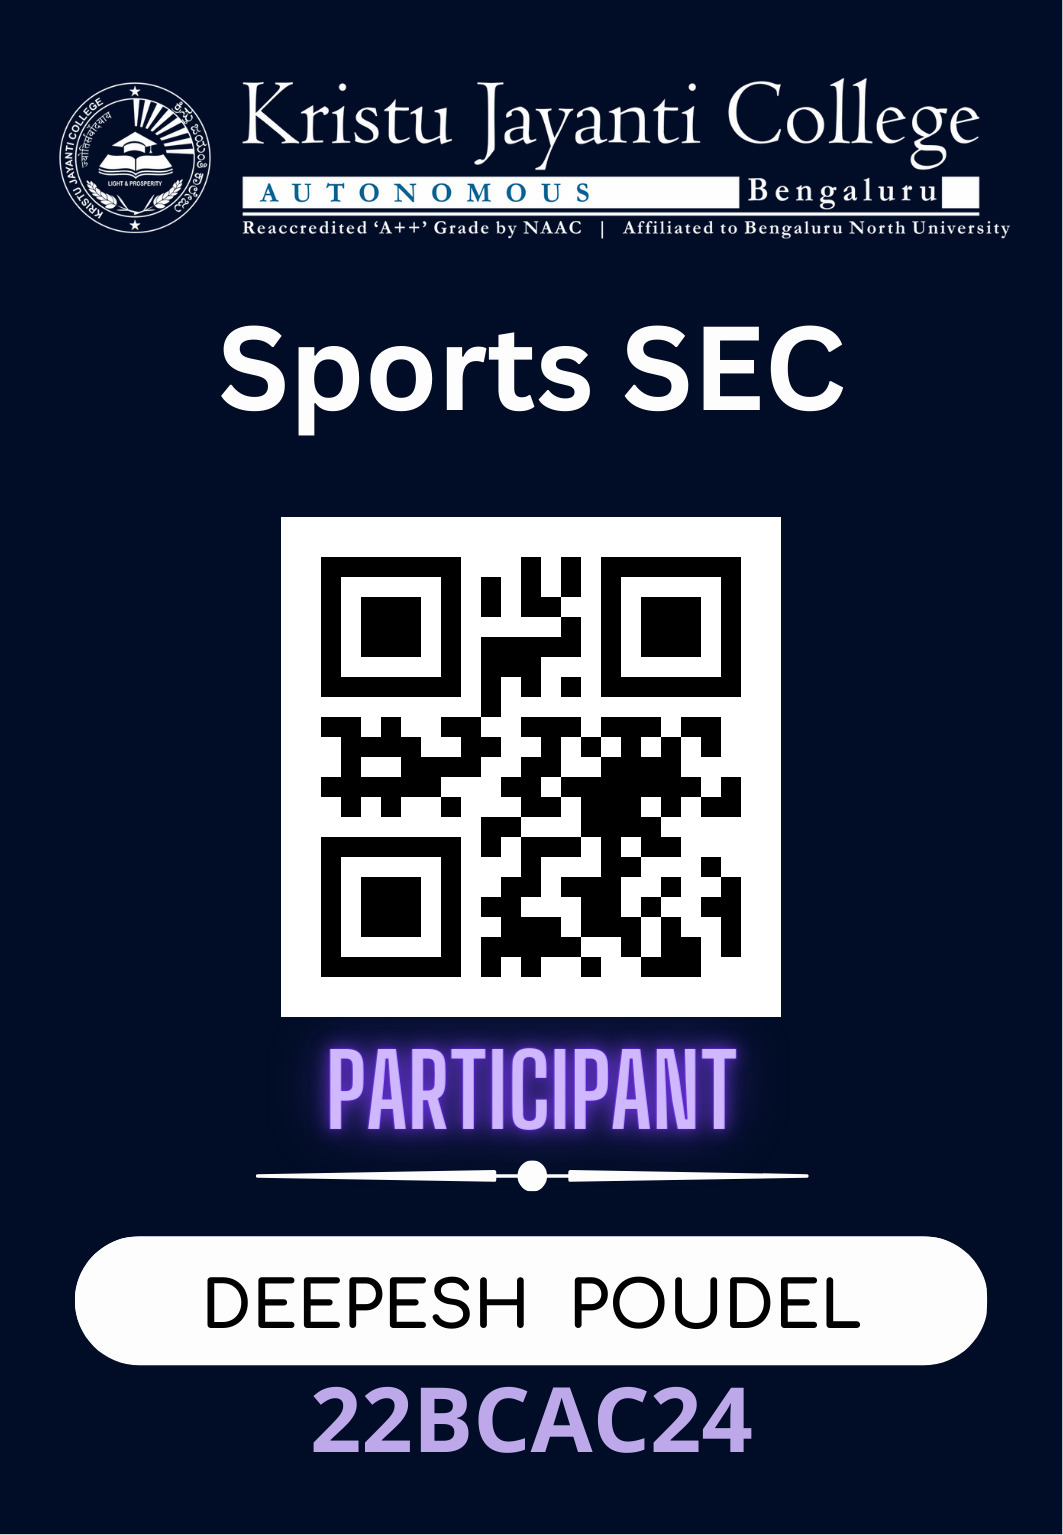 KRISTU JAYANTI COLLEGE
ಕ್ರಿಸ್ತು ಜಯಂತಿ ಕಾಲೇಜು
LIGHT & PROSPERITY
Kristu Jayanti College
AUTONOMOUS Bengaluru
Reaccredited ‘A++’ Grade by NAAC | Affiliated to Bengaluru North University
Sports SEC
PARTICIPANT
DEEPESH POUDEL
22BCAC24